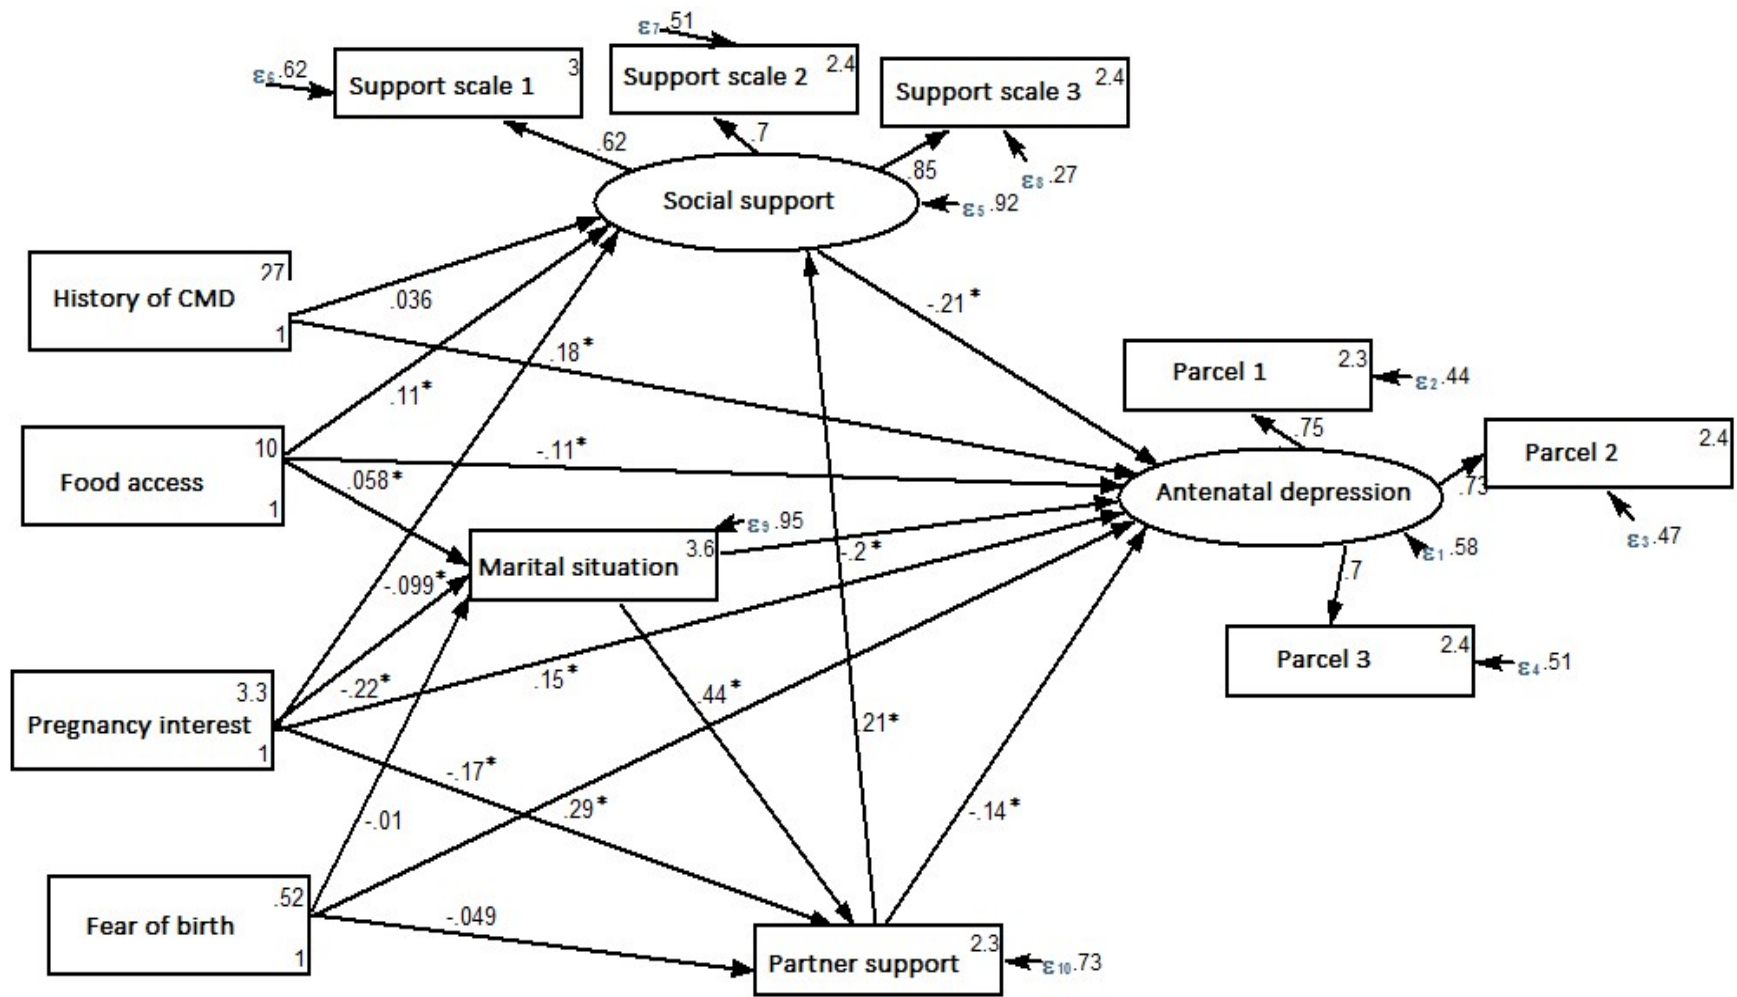 ε7 .51
ε6 .62
Support scale 1
3
Support scale 2
2.4
Support scale 3
2.4
.62
.7
.85
ε8 .27
Social support
ε5 .92
History of CMD
27
1
.036
.18*
-.21*
Food access
10
1
.11*
-.11*
.058*
Parcel 1
2.3
ε2 .44
.75
Parcel 2
2.4
.73
ε3 .47
Antenatal depression
ε1 .58
.7
Parcel 3
2.4
ε4 .51
Marital situation
3.6
ε9 .95
-.2*
-.099*
Pregnancy interest
3.3
1
-.22*
.15*
.44*
.21*
-.17*
.29*
-.01
-.14*
Fear of birth
.52
1
-.049
Partner support
2.3
ε10 .73